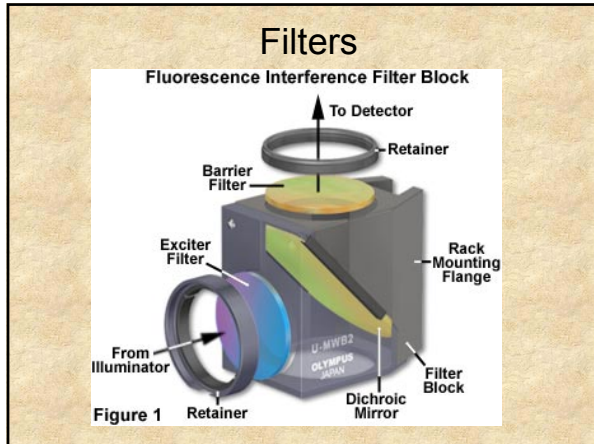 Filters
Fluorescence Interference Filter Block
To Detector
Retainer
Barrier
Filter
Exciter
Filter
Rack
Mounting
Flange
From
Illuminator
U-MWB2
OLYMPUS
JAPAN
Filter
Block
Dichroic
Mirror
Retainer
Figure 1